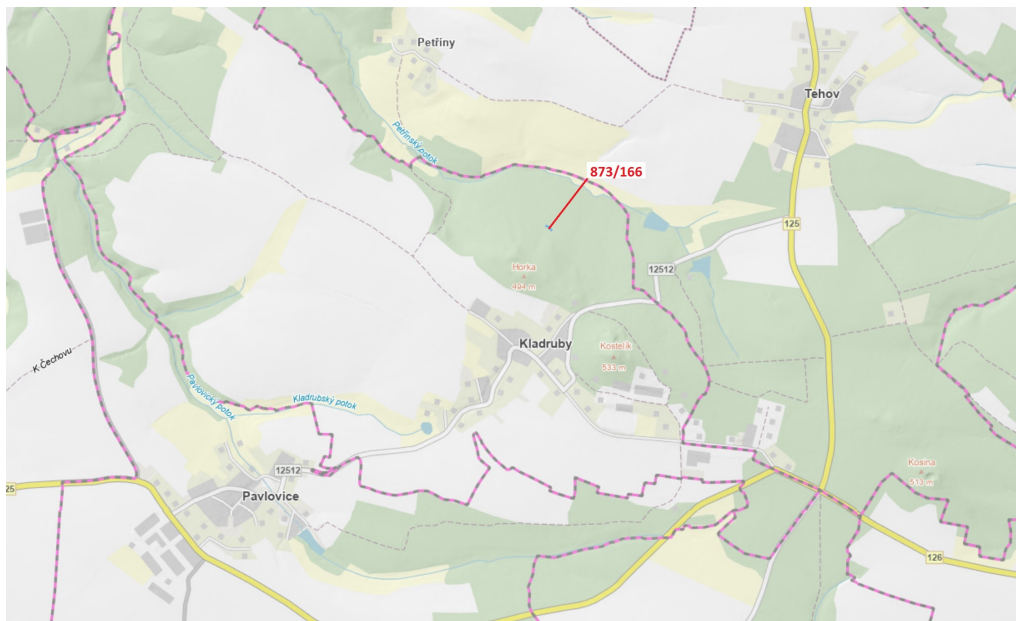 Petřiny
Tehov
Petřínský potok
873/166
125
12512
Horka
494 m
Kladruby
Kostelík
533 m
K Čechovu
Pavlovický potok
Kladrubský potok
12512
Kosina
513 m
25
Pavlovice
126